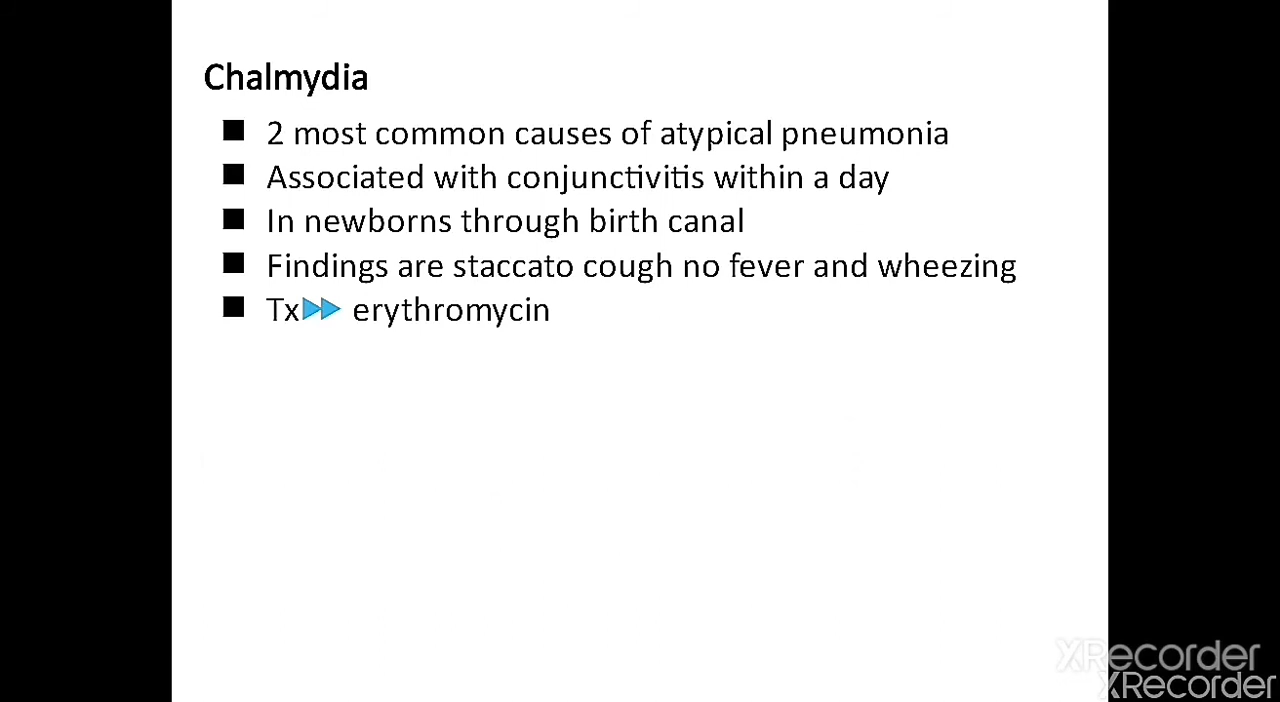 Chalmydia
2 most common causes of atypical pneumonia
Associated with conjunctivitis within a day
In newborns through birth canal
Findings are staccato cough no fever and wheezing
Tx erythromycin
XRecorder
XRecorder